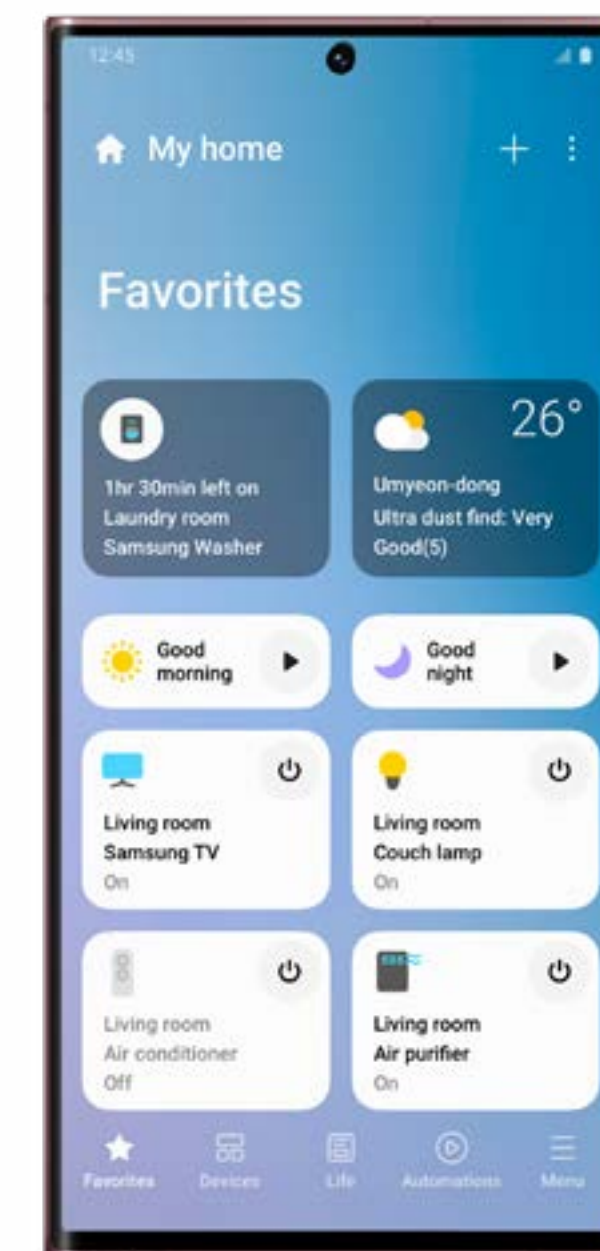 12:45
My home
Favorites
1hr 30min left on
Laundry room
Samsung Washer
26°
Umyeon-dong
Ultra dust find: Very
Good(5)
Good
morning
Good
night
Living room
Samsung TV
On
Living room
Couch lamp
On
Living room
Air conditioner
Off
Living room
Air purifier
On
Favorites
Devices
Life
Automations
Menu